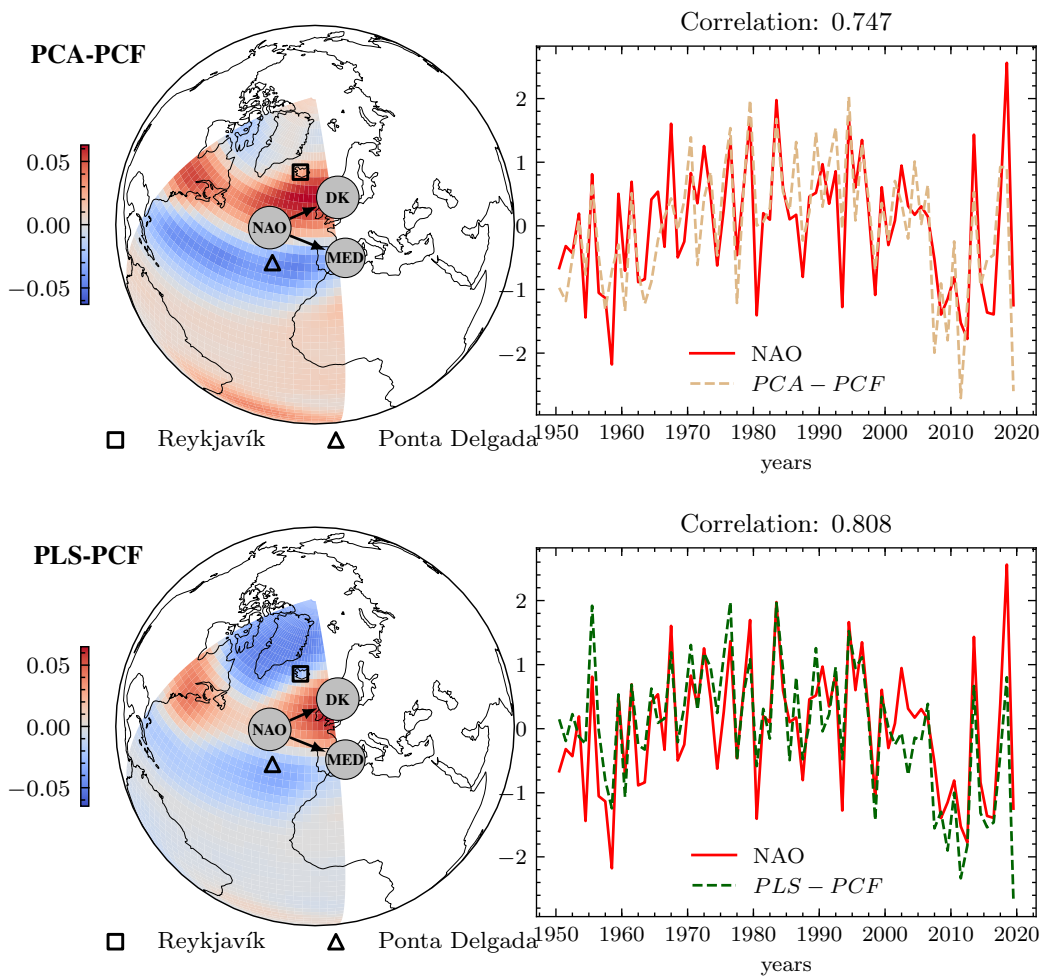 Correlation: 0.747
PCA-PCF
0.05
0.00
−0.05
DK
NAO
MED
2
1
0
−1
−2
NAO
PCA − PCF
Reykjavík
Ponta Delgada
1950 1960 1970 1980 1990 2000 2010 2020
years
Correlation: 0.808
PLS-PCF
0.05
0.00
−0.05
DK
NAO
MED
2
1
0
−1
−2
NAO
PLS − PCF
Reykjavík
Ponta Delgada
1950 1960 1970 1980 1990 2000 2010 2020
years